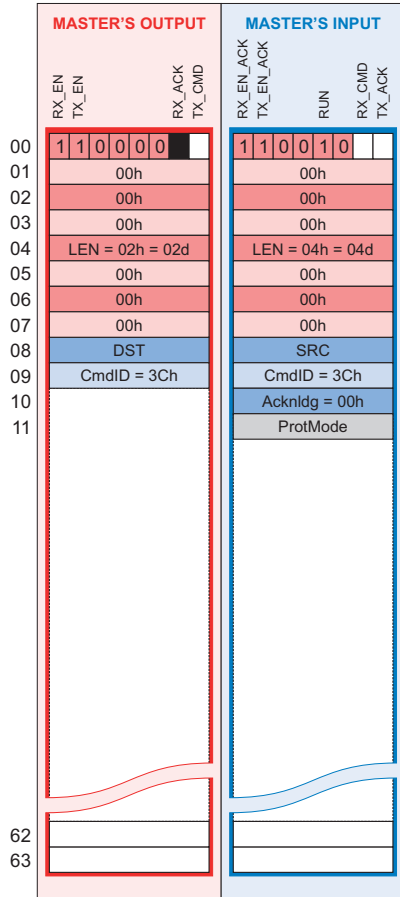 MASTER'S OUTPUT MASTER'S INPUT
RX_EN TX_EN RX_ACK TX_CMD RX_EN_ACK TX_EN_ACK RUN RX_CMD TX_ACK
00 1 1 0 0 0 0 1 1 0 0 1 0
01 00h 00h
02 00h 00h
03 00h 00h
04 LEN = 02h = 02d LEN = 04h = 04d
05 00h 00h
06 00h 00h
07 00h 00h
08 DST SRC
09 CmdID = 3Ch CmdID = 3Ch
10 Acknldg = 00h
11 ProtMode
62
63